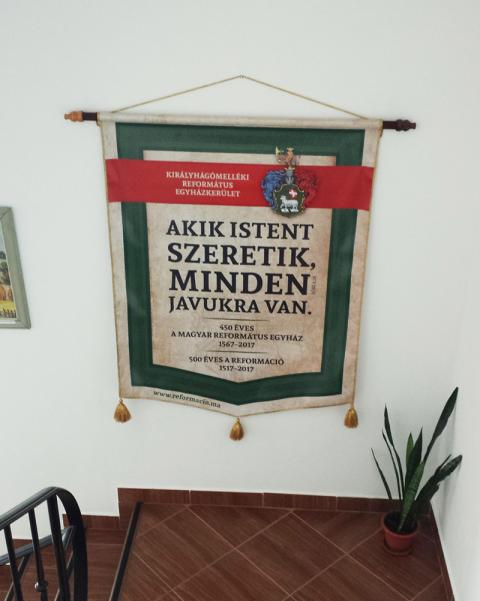 KIRÁLYHÁGÓMELLÉKI
REFORMÁTUS
EGYHÁZKERÜLET
AKIK ISTENT
SZERETIK,
MINDEN
JAVUKRA VAN.
450 ÉVES
A MAGYAR REFORMÁTUS EGYHÁZ
1567–2017
500 ÉVES A REFORMÁCIÓ
1517–2017
www.reformacio.ma